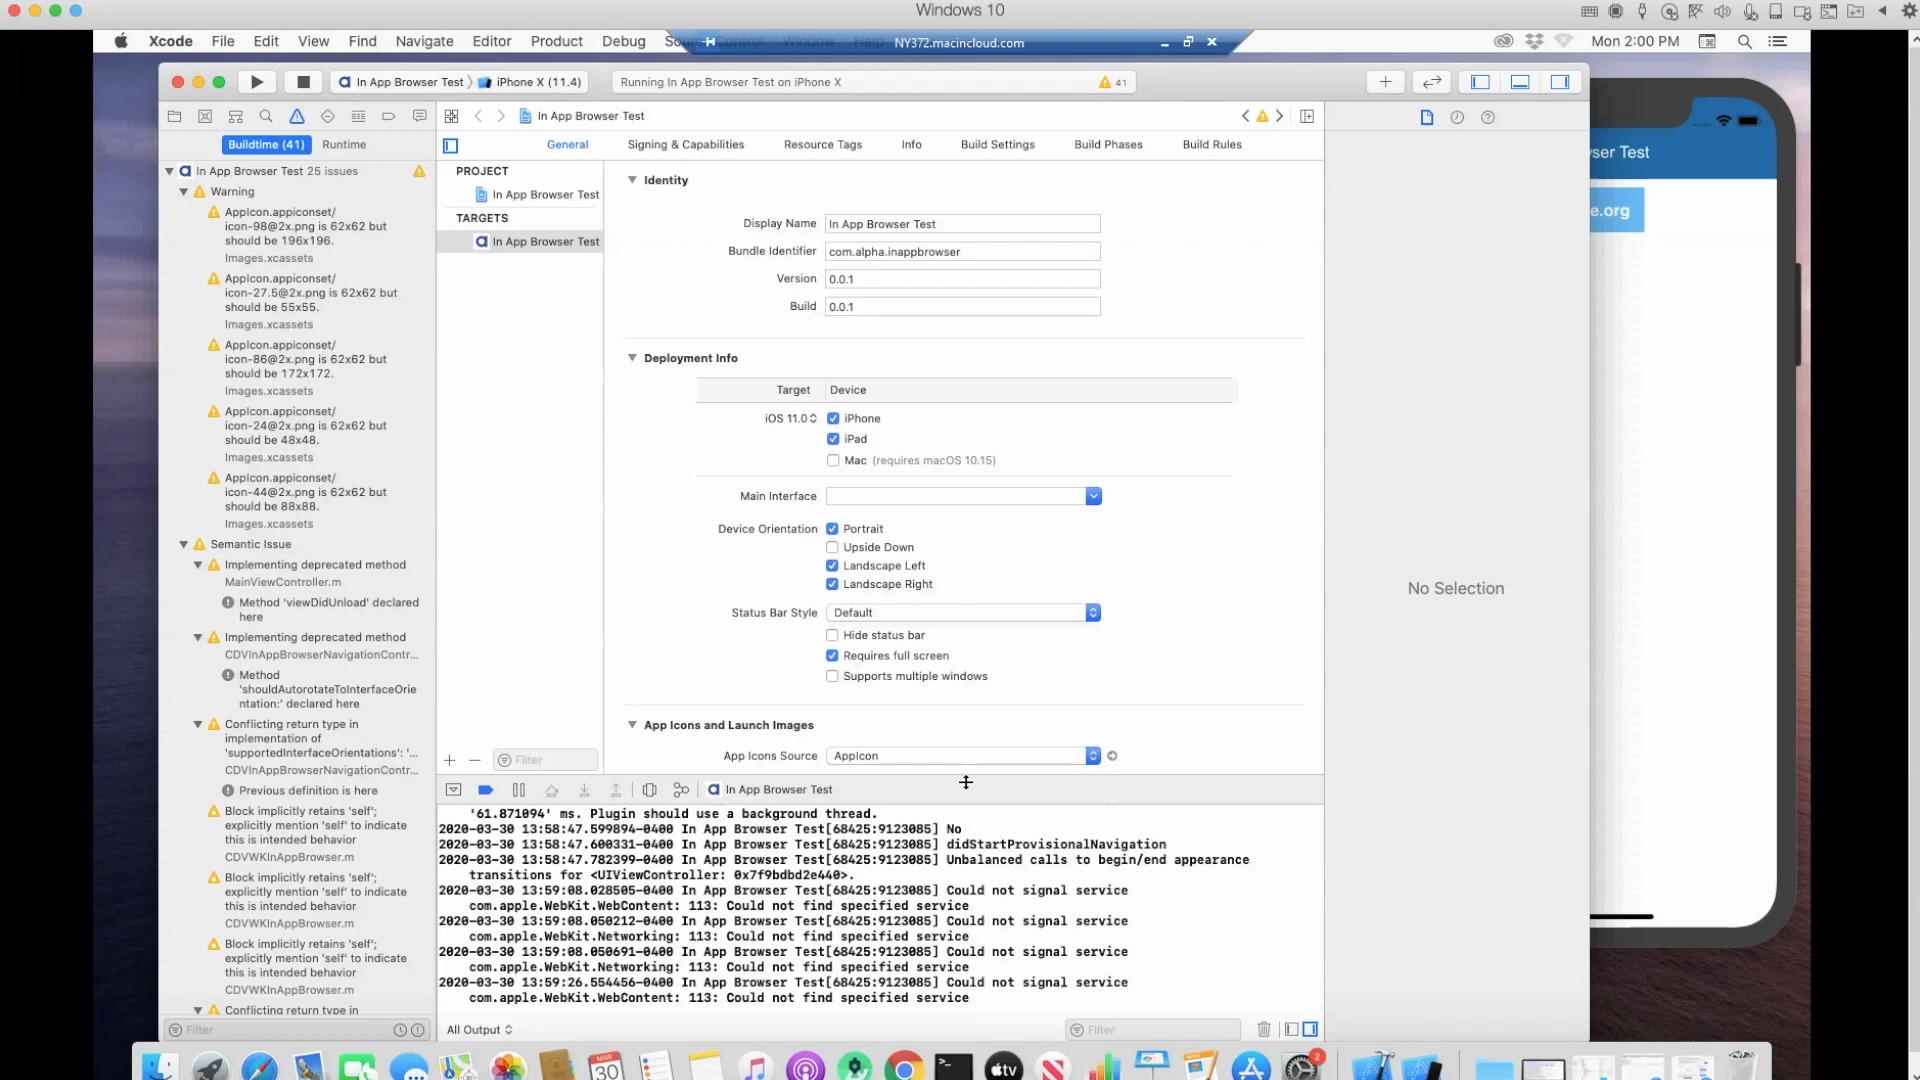 Windows 10
Xcode File Edit View Find Navigate Editor Product Debug Source Control Window Help
NY372.macincloud.com
Mon 2:00 PM
In App Browser Test iPhone X (11.4)
Running In App Browser Test on iPhone X
41
In App Browser Test
Buildtime (41) Runtime
General Signing & Capabilities Resource Tags Info Build Settings Build Phases Build Rules
In App Browser Test 25 issues
Warning
AppIcon.appiconset/
icon-98@2x.png is 62x62 but
should be 196x196.
Images.xcassets
AppIcon.appiconset/
icon-27.5@2x.png is 62x62 but
should be 55x55.
Images.xcassets
AppIcon.appiconset/
icon-86@2x.png is 62x62 but
should be 172x172.
Images.xcassets
AppIcon.appiconset/
icon-24@2x.png is 62x62 but
should be 48x48.
Images.xcassets
AppIcon.appiconset/
icon-44@2x.png is 62x62 but
should be 88x88.
Images.xcassets
Semantic Issue
Implementing deprecated method
MainViewController.m
Method 'viewDidUnload' declared
here
Implementing deprecated method
CDVInAppBrowserNavigationContr...
Method
'shouldAutorotateToInterfaceOrie
ntation:' declared here
Conflicting return type in
implementation of
'supportedInterfaceOrientations': '...
CDVInAppBrowserNavigationContr...
Previous definition is here
Block implicitly retains 'self';
explicitly mention 'self' to indicate
this is intended behavior
CDVWKInAppBrowser.m
Block implicitly retains 'self';
explicitly mention 'self' to indicate
this is intended behavior
CDVWKInAppBrowser.m
Block implicitly retains 'self';
explicitly mention 'self' to indicate
this is intended behavior
CDVWKInAppBrowser.m
Conflicting return type in
Filter
PROJECT
In App Browser Test
TARGETS
In App Browser Test
Filter
Identity
Display Name In App Browser Test
Bundle Identifier com.alpha.inappbrowser
Version 0.0.1
Build 0.0.1
Deployment Info
Target Device
iOS 11.0 iPhone
iPad
Mac (requires macOS 10.15)
Main Interface
Device Orientation Portrait
Upside Down
Landscape Left
Landscape Right
Status Bar Style Default
Hide status bar
Requires full screen
Supports multiple windows
App Icons and Launch Images
App Icons Source AppIcon
In App Browser Test
'61.871094' ms. Plugin should use a background thread.
2020-03-30 13:58:47.599894-0400 In App Browser Test[68425:9123085] No
2020-03-30 13:58:47.600331-0400 In App Browser Test[68425:9123085] didStartProvisionalNavigation
2020-03-30 13:58:47.782399-0400 In App Browser Test[68425:9123085] Unbalanced calls to begin/end appearance
transitions for <UIViewController: 0x7f9bdbd2e440>.
2020-03-30 13:59:08.028505-0400 In App Browser Test[68425:9123085] Could not signal service
com.apple.WebKit.WebContent: 113: Could not find specified service
2020-03-30 13:59:08.050212-0400 In App Browser Test[68425:9123085] Could not signal service
com.apple.WebKit.Networking: 113: Could not find specified service
2020-03-30 13:59:08.050691-0400 In App Browser Test[68425:9123085] Could not signal service
com.apple.WebKit.Networking: 113: Could not find specified service
2020-03-30 13:59:26.554456-0400 In App Browser Test[68425:9123085] Could not signal service
com.apple.WebKit.WebContent: 113: Could not find specified service
All Output
Filter
No Selection
ser Test
e.org
MAR
30
tv
2